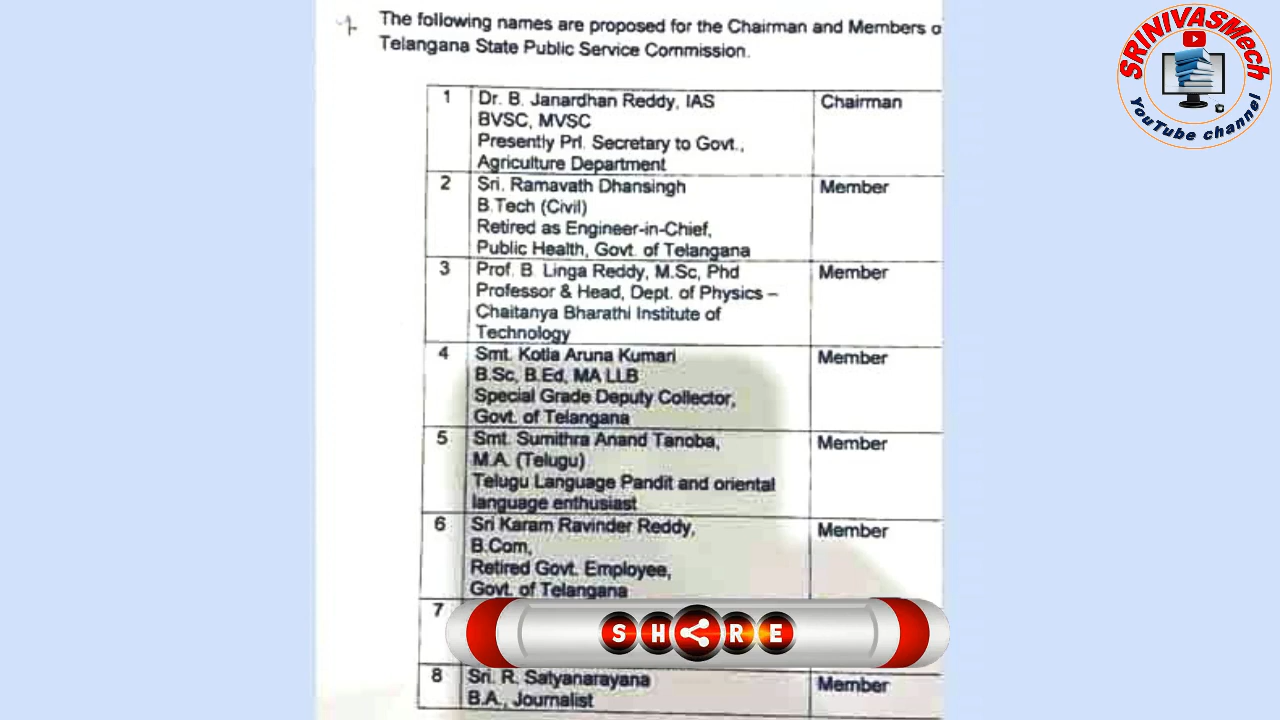 The following names are proposed for the Chairman and Members o
Telangana State Public Service Commission.
1 Dr. B. Janardhan Reddy, IAS Chairman
BVSC, MVSC
Presently Prl. Secretary to Govt.,
Agriculture Department
2 Sri. Ramavath Dhansingh Member
B.Tech (Civil)
Retired as Engineer-in-Chief,
Public Health, Govt. of Telangana
3 Prof. B. Linga Reddy, M.Sc, Phd Member
Professor & Head, Dept. of Physics –
Chaitanya Bharathi Institute of
Technology
4 Smt. Kotla Aruna Kumari Member
B.Sc, B.Ed, MA LLB
Special Grade Deputy Collector,
Govt. of Telangana
5 Smt. Sumithra Anand Tanoba, Member
M.A. (Telugu)
Telugu Language Pandit and oriental
language enthusiast
6 Sri Karam Ravinder Reddy, Member
B.Com,
Retired Govt. Employee,
Govt. of Telangana
7
SHARE
8 Sri. R. Satyanarayana Member
B.A., Journalist
SRINIVASMech
YouTube channel